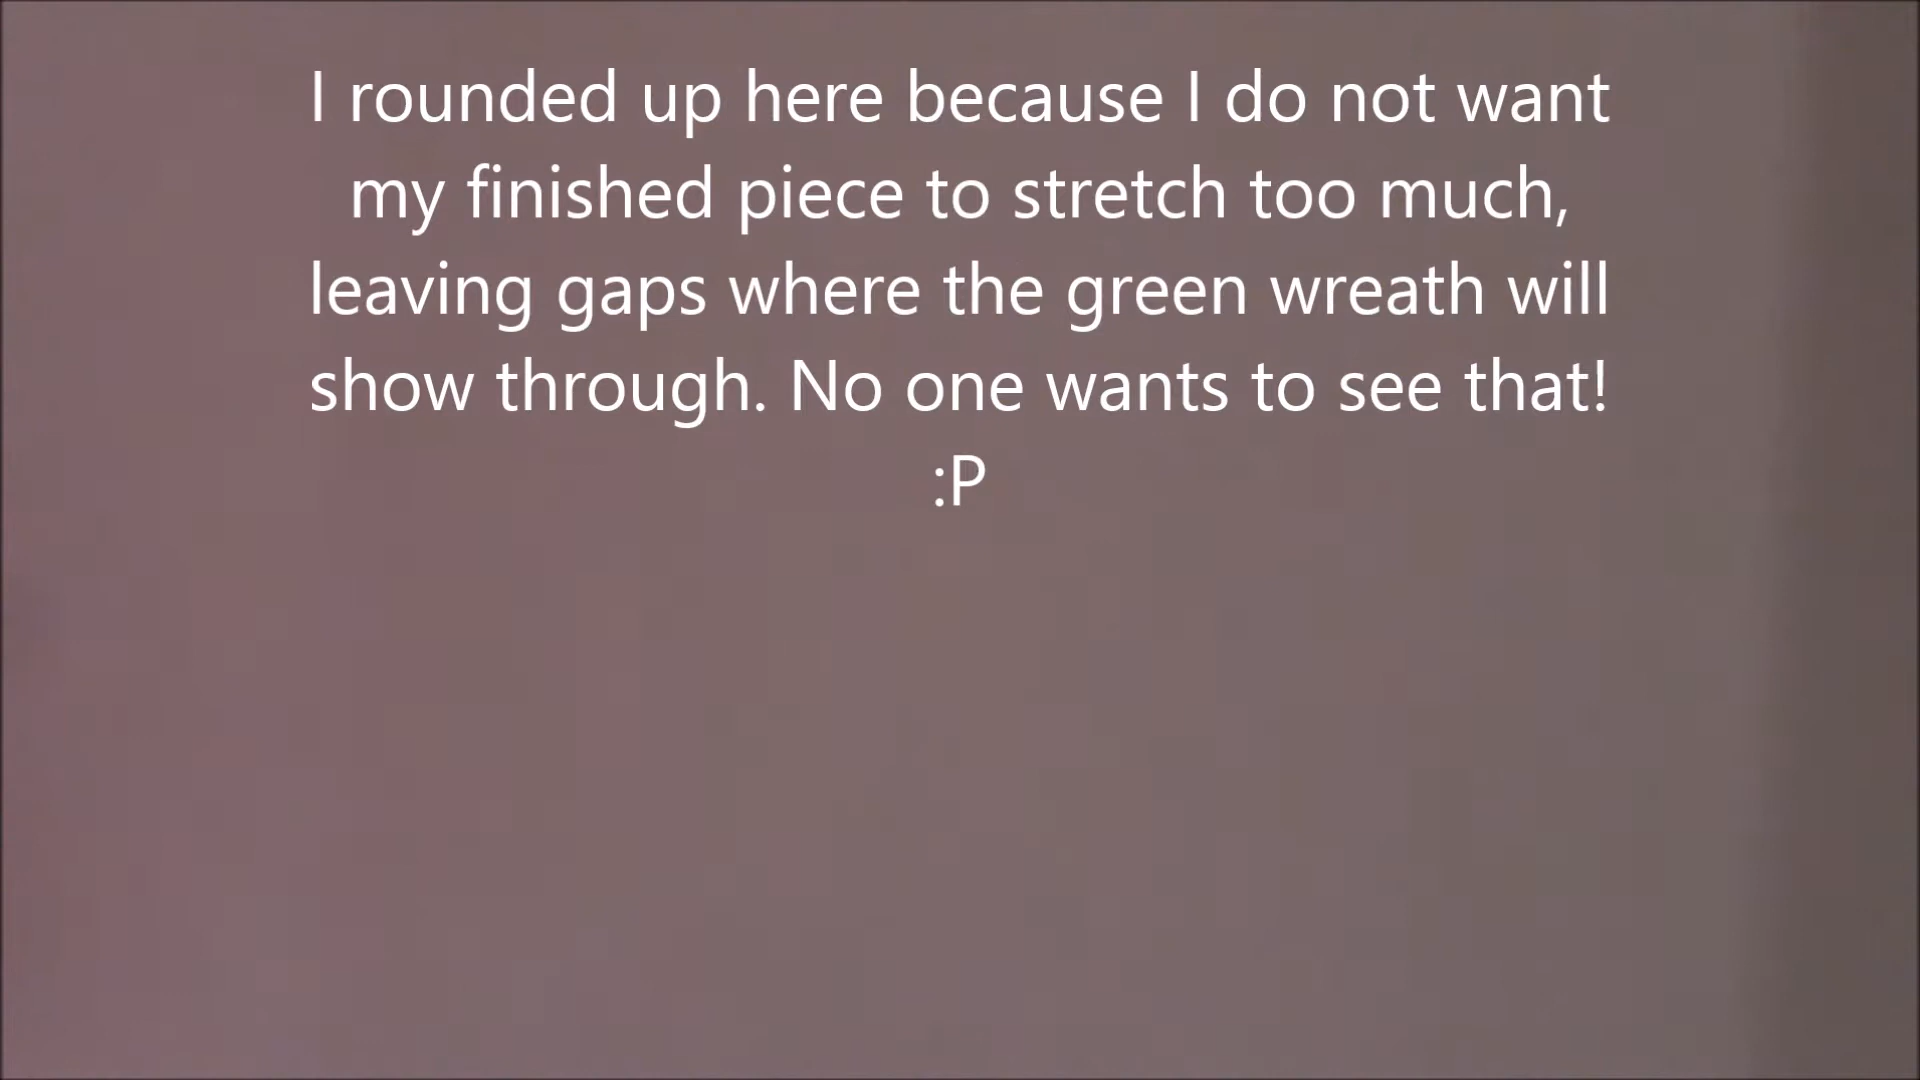 I rounded up here because I do not want
my finished piece to stretch too much,
leaving gaps where the green wreath will
show through. No one wants to see that!
:P